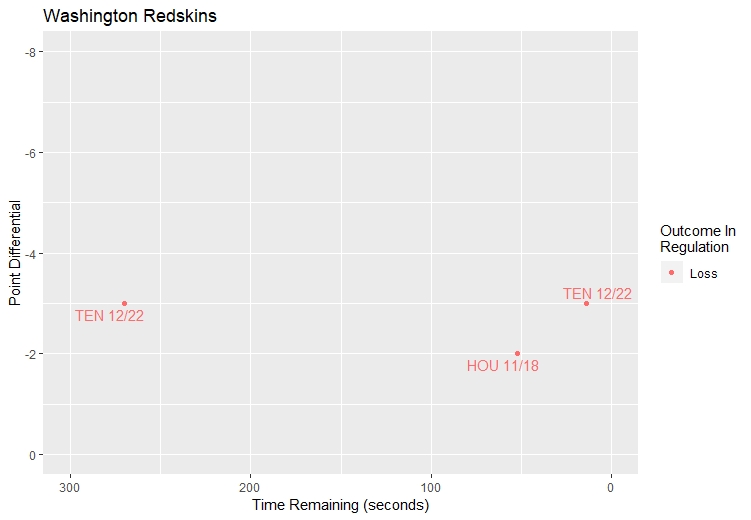 Washington Redskins
-8
-6
-4
-2
0
Point Differential
TEN 12/22
TEN 12/22
HOU 11/18
300
200
100
0
Time Remaining (seconds)
Outcome In
Regulation
Loss